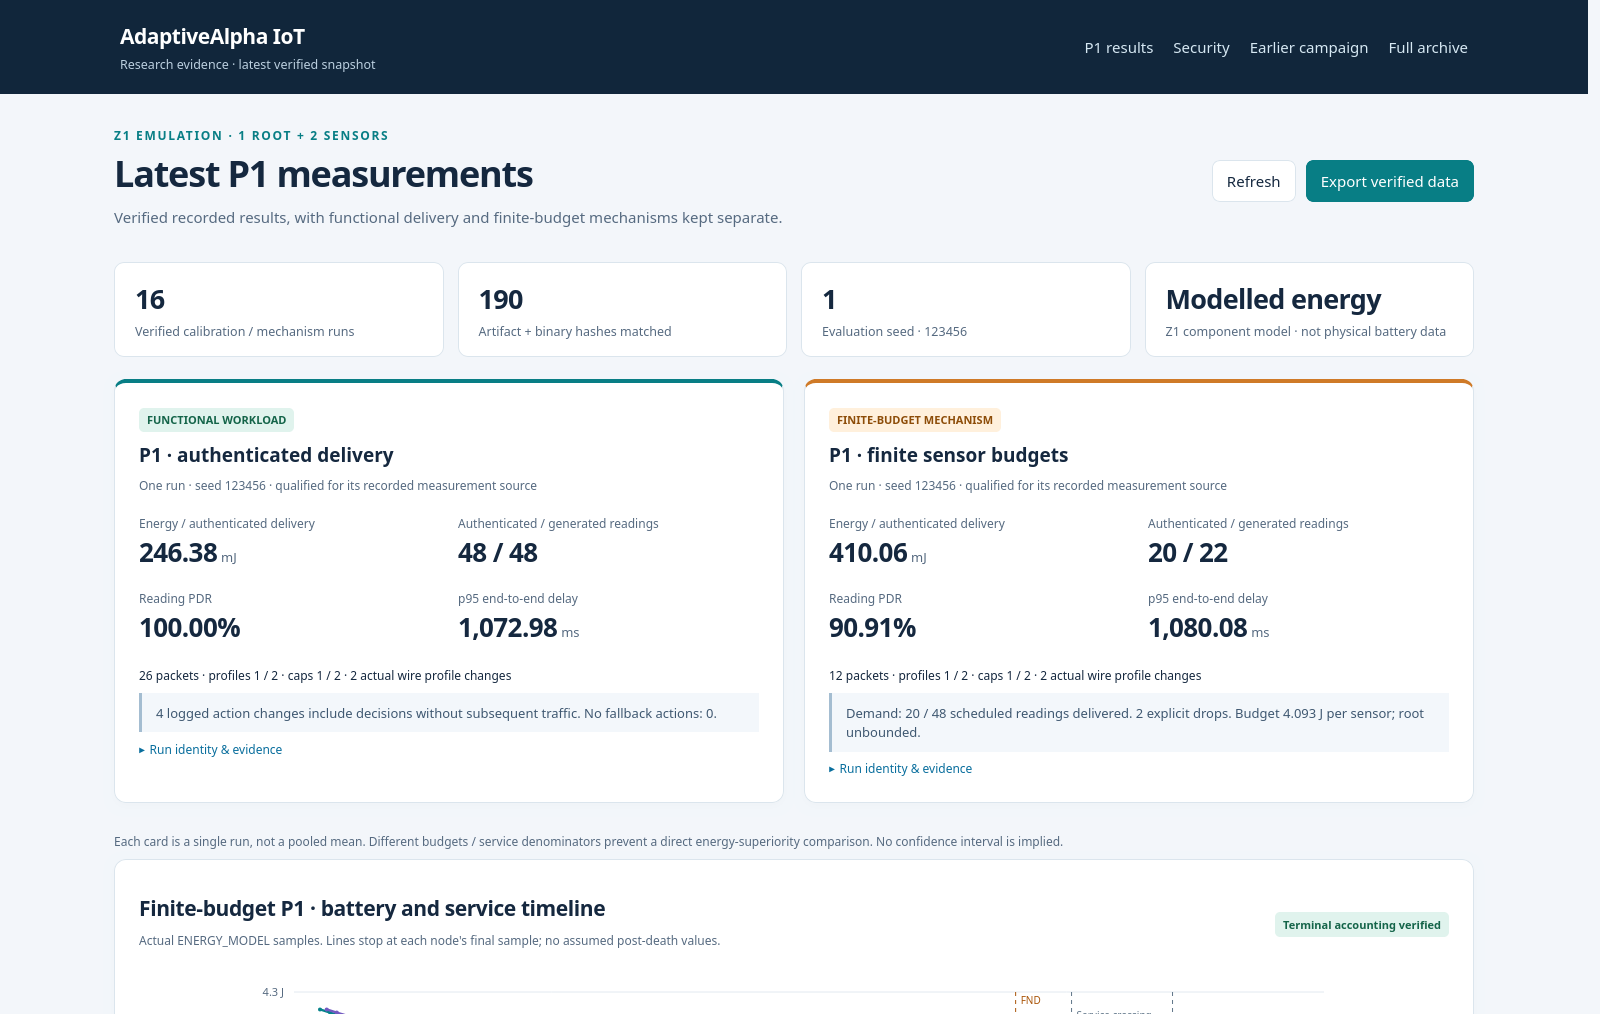 AdaptiveAlpha IoT
Research evidence · latest verified snapshot
P1 results Security Earlier campaign Full archive
Z1 EMULATION · 1 ROOT + 2 SENSORS
Latest P1 measurements
Verified recorded results, with functional delivery and finite-budget mechanisms kept separate.
Refresh
Export verified data
16
Verified calibration / mechanism runs
190
Artifact + binary hashes matched
1
Evaluation seed · 123456
Modelled energy
Z1 component model · not physical battery data
FUNCTIONAL WORKLOAD
P1 · authenticated delivery
One run · seed 123456 · qualified for its recorded measurement source
Energy / authenticated delivery
246.38 mJ
Authenticated / generated readings
48 / 48
Reading PDR
100.00%
p95 end-to-end delay
1,072.98 ms
26 packets · profiles 1 / 2 · caps 1 / 2 · 2 actual wire profile changes
4 logged action changes include decisions without subsequent traffic. No fallback actions: 0.
▸ Run identity & evidence
FINITE-BUDGET MECHANISM
P1 · finite sensor budgets
One run · seed 123456 · qualified for its recorded measurement source
Energy / authenticated delivery
410.06 mJ
Authenticated / generated readings
20 / 22
Reading PDR
90.91%
p95 end-to-end delay
1,080.08 ms
12 packets · profiles 1 / 2 · caps 1 / 2 · 2 actual wire profile changes
Demand: 20 / 48 scheduled readings delivered. 2 explicit drops. Budget 4.093 J per sensor; root
unbounded.
▸ Run identity & evidence
Each card is a single run, not a pooled mean. Different budgets / service denominators prevent a direct energy-superiority comparison. No confidence interval is implied.
Finite-budget P1 · battery and service timeline
Actual ENERGY_MODEL samples. Lines stop at each node's final sample; no assumed post-death values.
Terminal accounting verified
4.3 J
FND